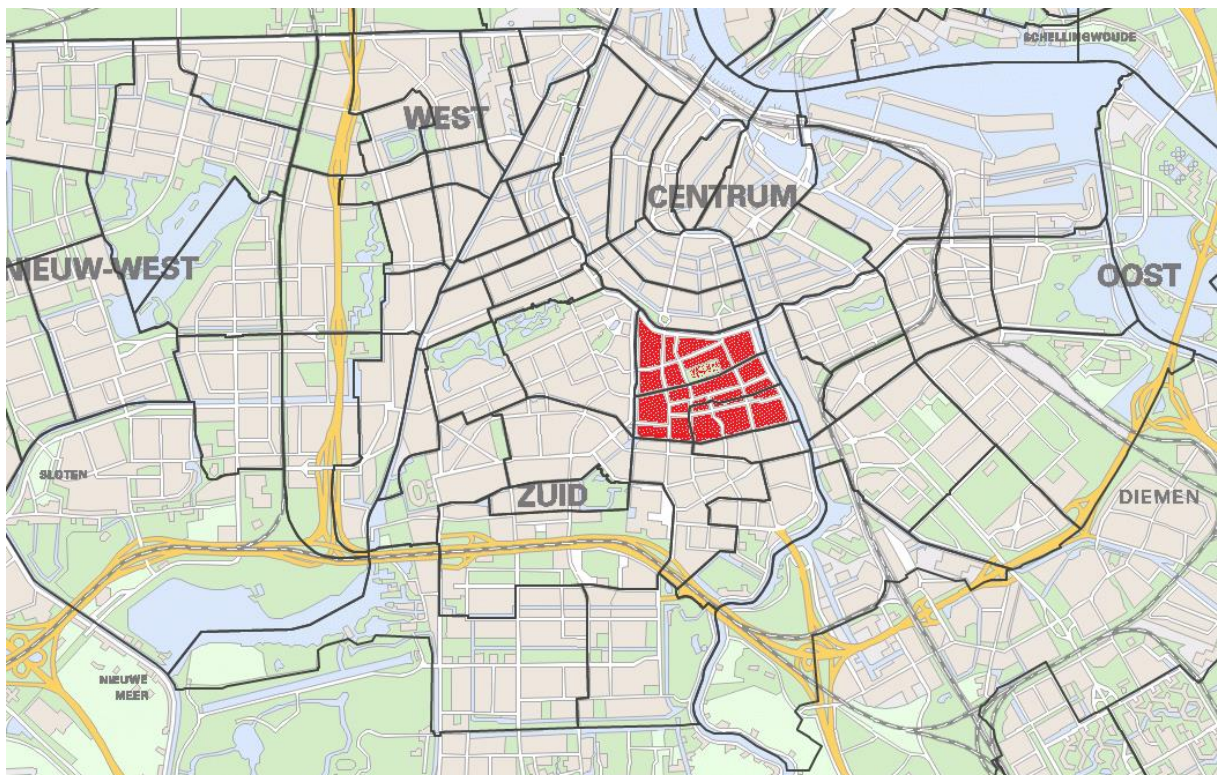 SCHELLINGWOUDE
WEST
CENTRUM
NIEUW-WEST
OOST
SLOTEN
ZUID
DIEMEN
NIEUWE
MEER